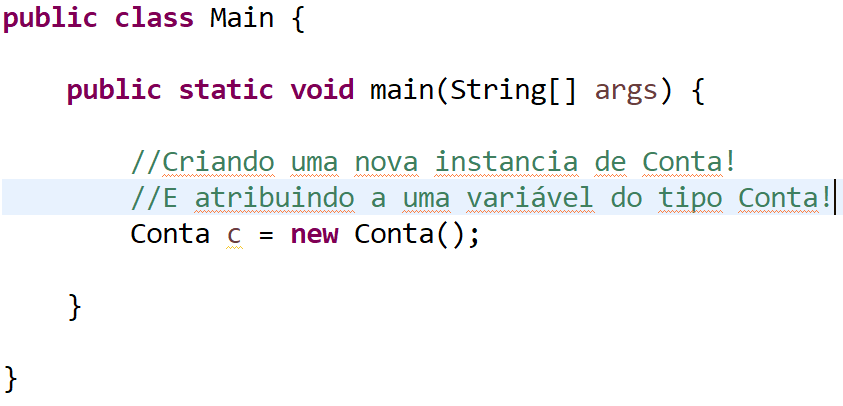 public class Main {
public static void main(String[] args) {
//Criando uma nova instancia de Conta!
//E atribuindo a uma variável do tipo Conta!
Conta c = new Conta();
}
}